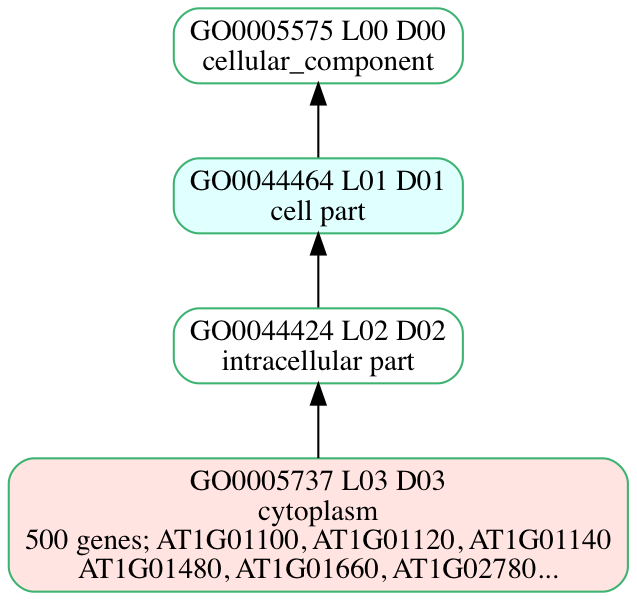 GO0005575 L00 D00
cellular_component
GO0044464 L01 D01
cell part
GO0044424 L02 D02
intracellular part
GO0005737 L03 D03
cytoplasm
500 genes; AT1G01100, AT1G01120, AT1G01140
AT1G01480, AT1G01660, AT1G02780...